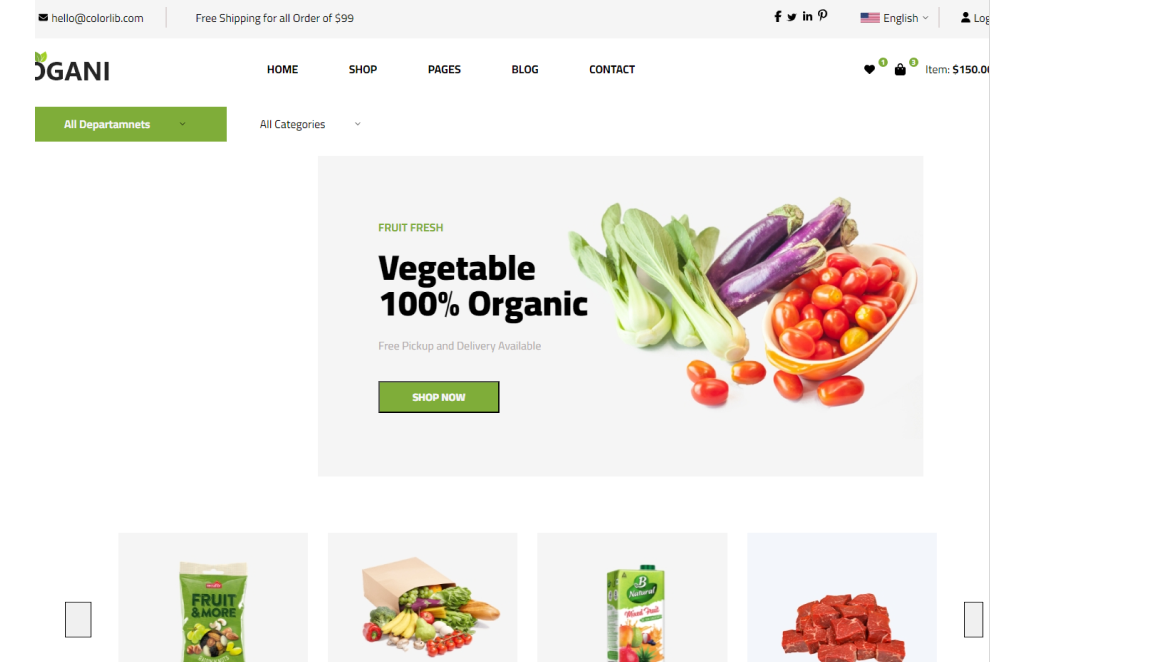 hello@colorlib.com
Free Shipping for all Order of $99
English
Log
OGANI
HOME
SHOP
PAGES
BLOG
CONTACT
1
3
Item: $150.00
All Departamnets
All Categories
FRUIT FRESH
Vegetable
100% Organic
Free Pickup and Delivery Available
SHOP NOW
FRUIT
& MORE
B
Natural
Mixed Fruit